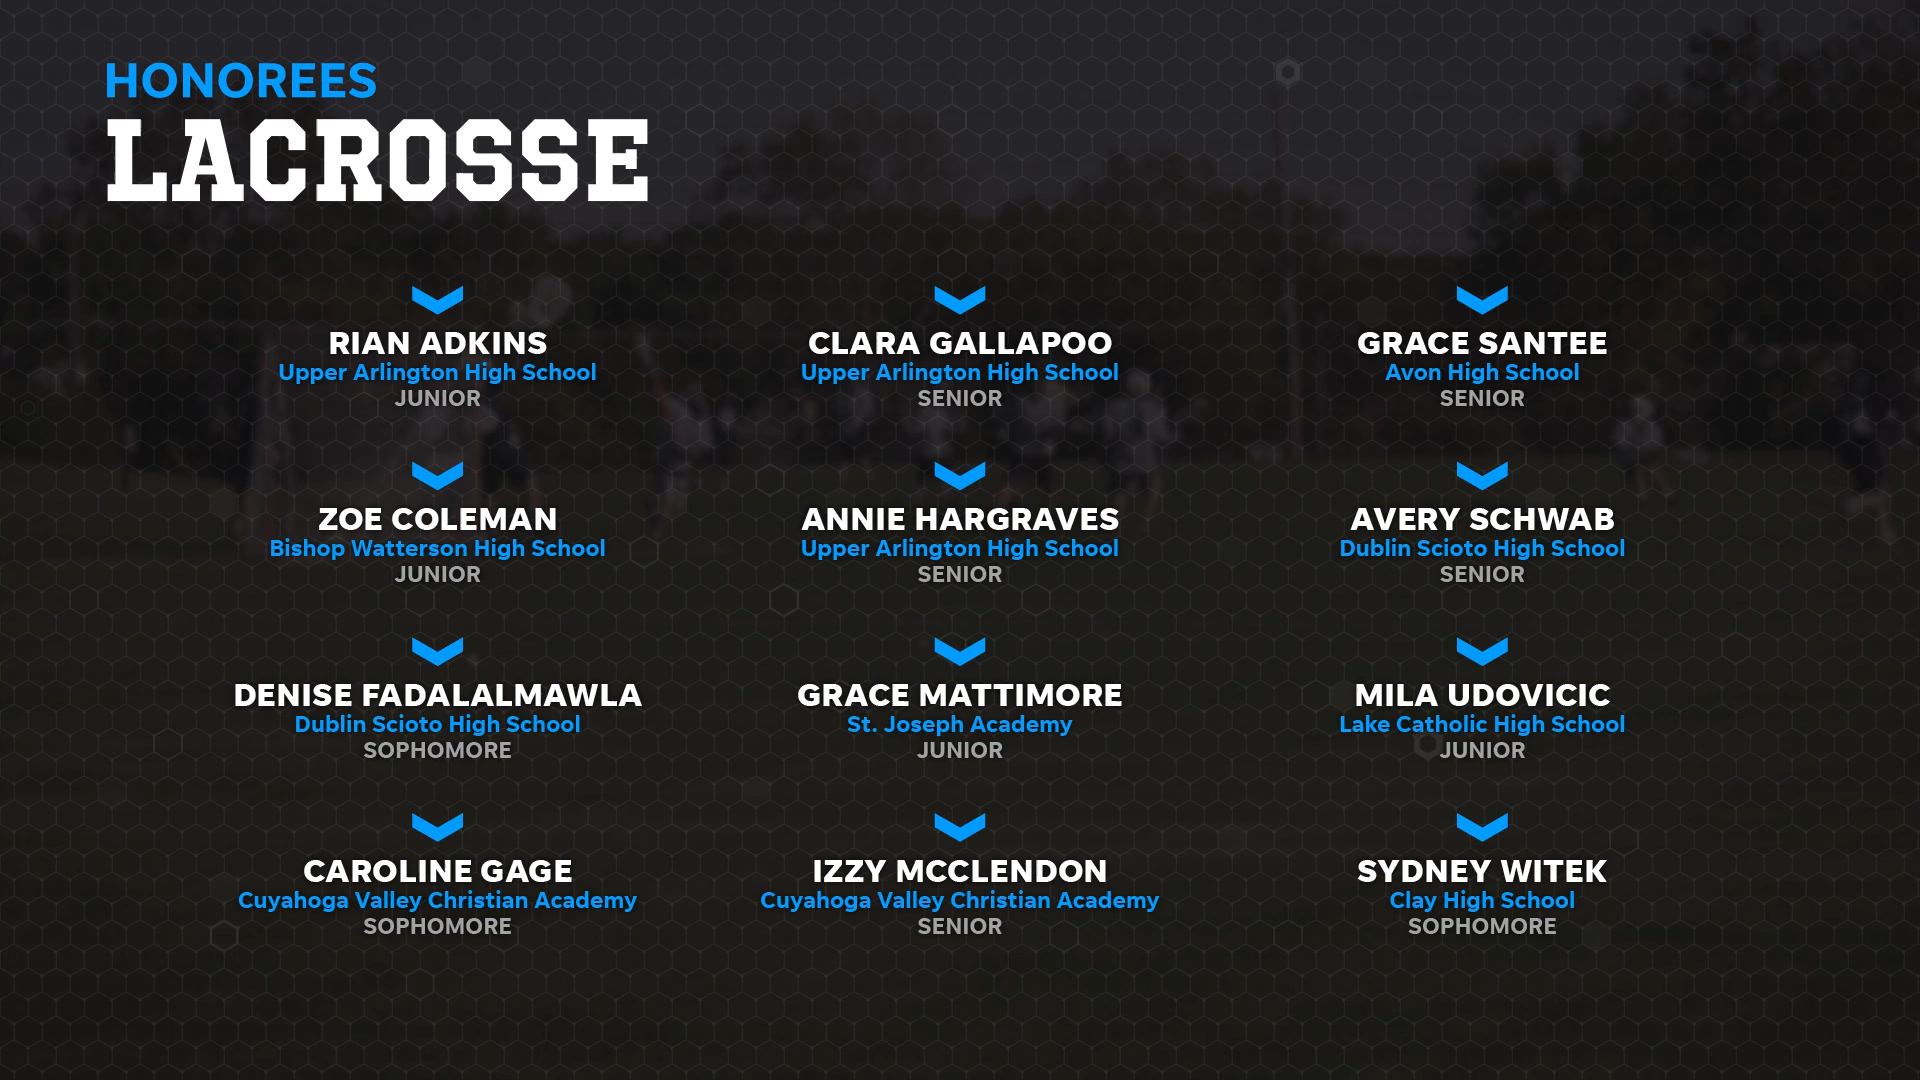 HONOREES
LACROSSE
RIAN ADKINS
Upper Arlington High School
JUNIOR
CLARA GALLAPOO
Upper Arlington High School
SENIOR
GRACE SANTEE
Avon High School
SENIOR
ZOE COLEMAN
Bishop Watterson High School
JUNIOR
ANNIE HARGRAVES
Upper Arlington High School
SENIOR
AVERY SCHWAB
Dublin Scioto High School
SENIOR
DENISE FADALALMAWLA
Dublin Scioto High School
SOPHOMORE
GRACE MATTIMORE
St. Joseph Academy
JUNIOR
MILA UDOVICIC
Lake Catholic High School
JUNIOR
CAROLINE GAGE
Cuyahoga Valley Christian Academy
SOPHOMORE
IZZY MCCLENDON
Cuyahoga Valley Christian Academy
SENIOR
SYDNEY WITEK
Clay High School
SOPHOMORE